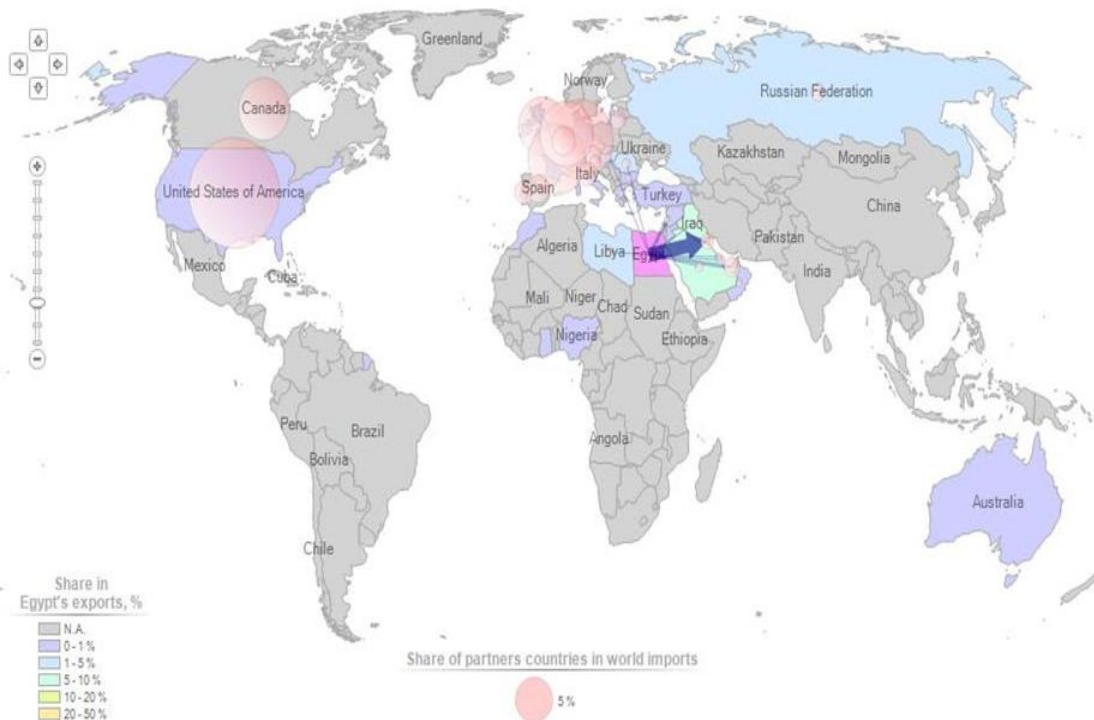 Greenland
Norway
Canada
Russian Federation
Ukraine
Kazakhstan
Mongolia
Italy
Spain
United States of America
Turkey
China
Iraq
Algeria
Libya
Pakistan
Mexico
Cuba
India
Mali
Niger
Chad
Sudan
Nigeria
Ethiopia
Peru
Brazil
Angola
Bolivia
Australia
Chile
Share in
Egypt's exports, %
N.A.
0 - 1 %
1 - 5 %
5 - 10 %
10 - 20 %
20 - 50 %
Share of partners countries in world imports
5 %